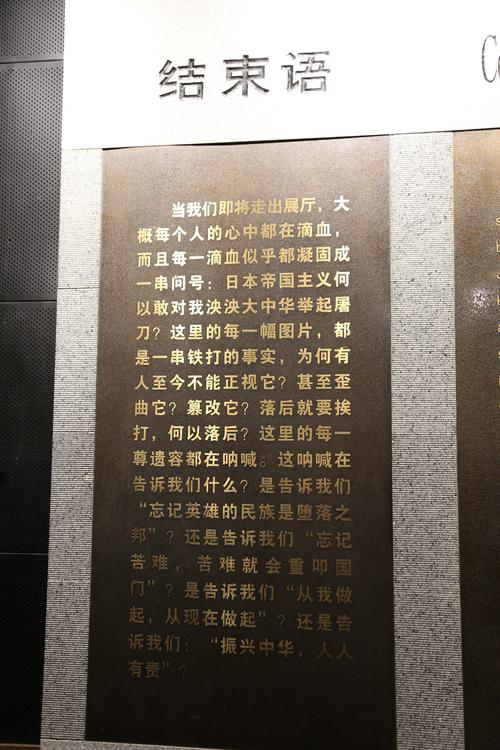 结束语
当我们即将走出展厅，大
概每个人的心中都在滴血，
而且每一滴血似乎都凝固成
一串问号：日本帝国主义何
以敢对我泱泱大中华举起屠
刀？这里的每一幅图片，都
是一串铁打的事实，为何有
人至今不能正视它？甚至歪
曲它？篡改它？落后就要挨
打，何以落后？这里的每一
尊遗容都在呐喊。这呐喊在
告诉我们什么？是告诉我们
“忘记英雄的民族是堕落之
邦”？还是告诉我们“忘记
苦难，苦难就会重叩国
门”？是告诉我们“从我做
起，从现在做起”？还是告
诉我们：“振兴中华，人人
有责”？